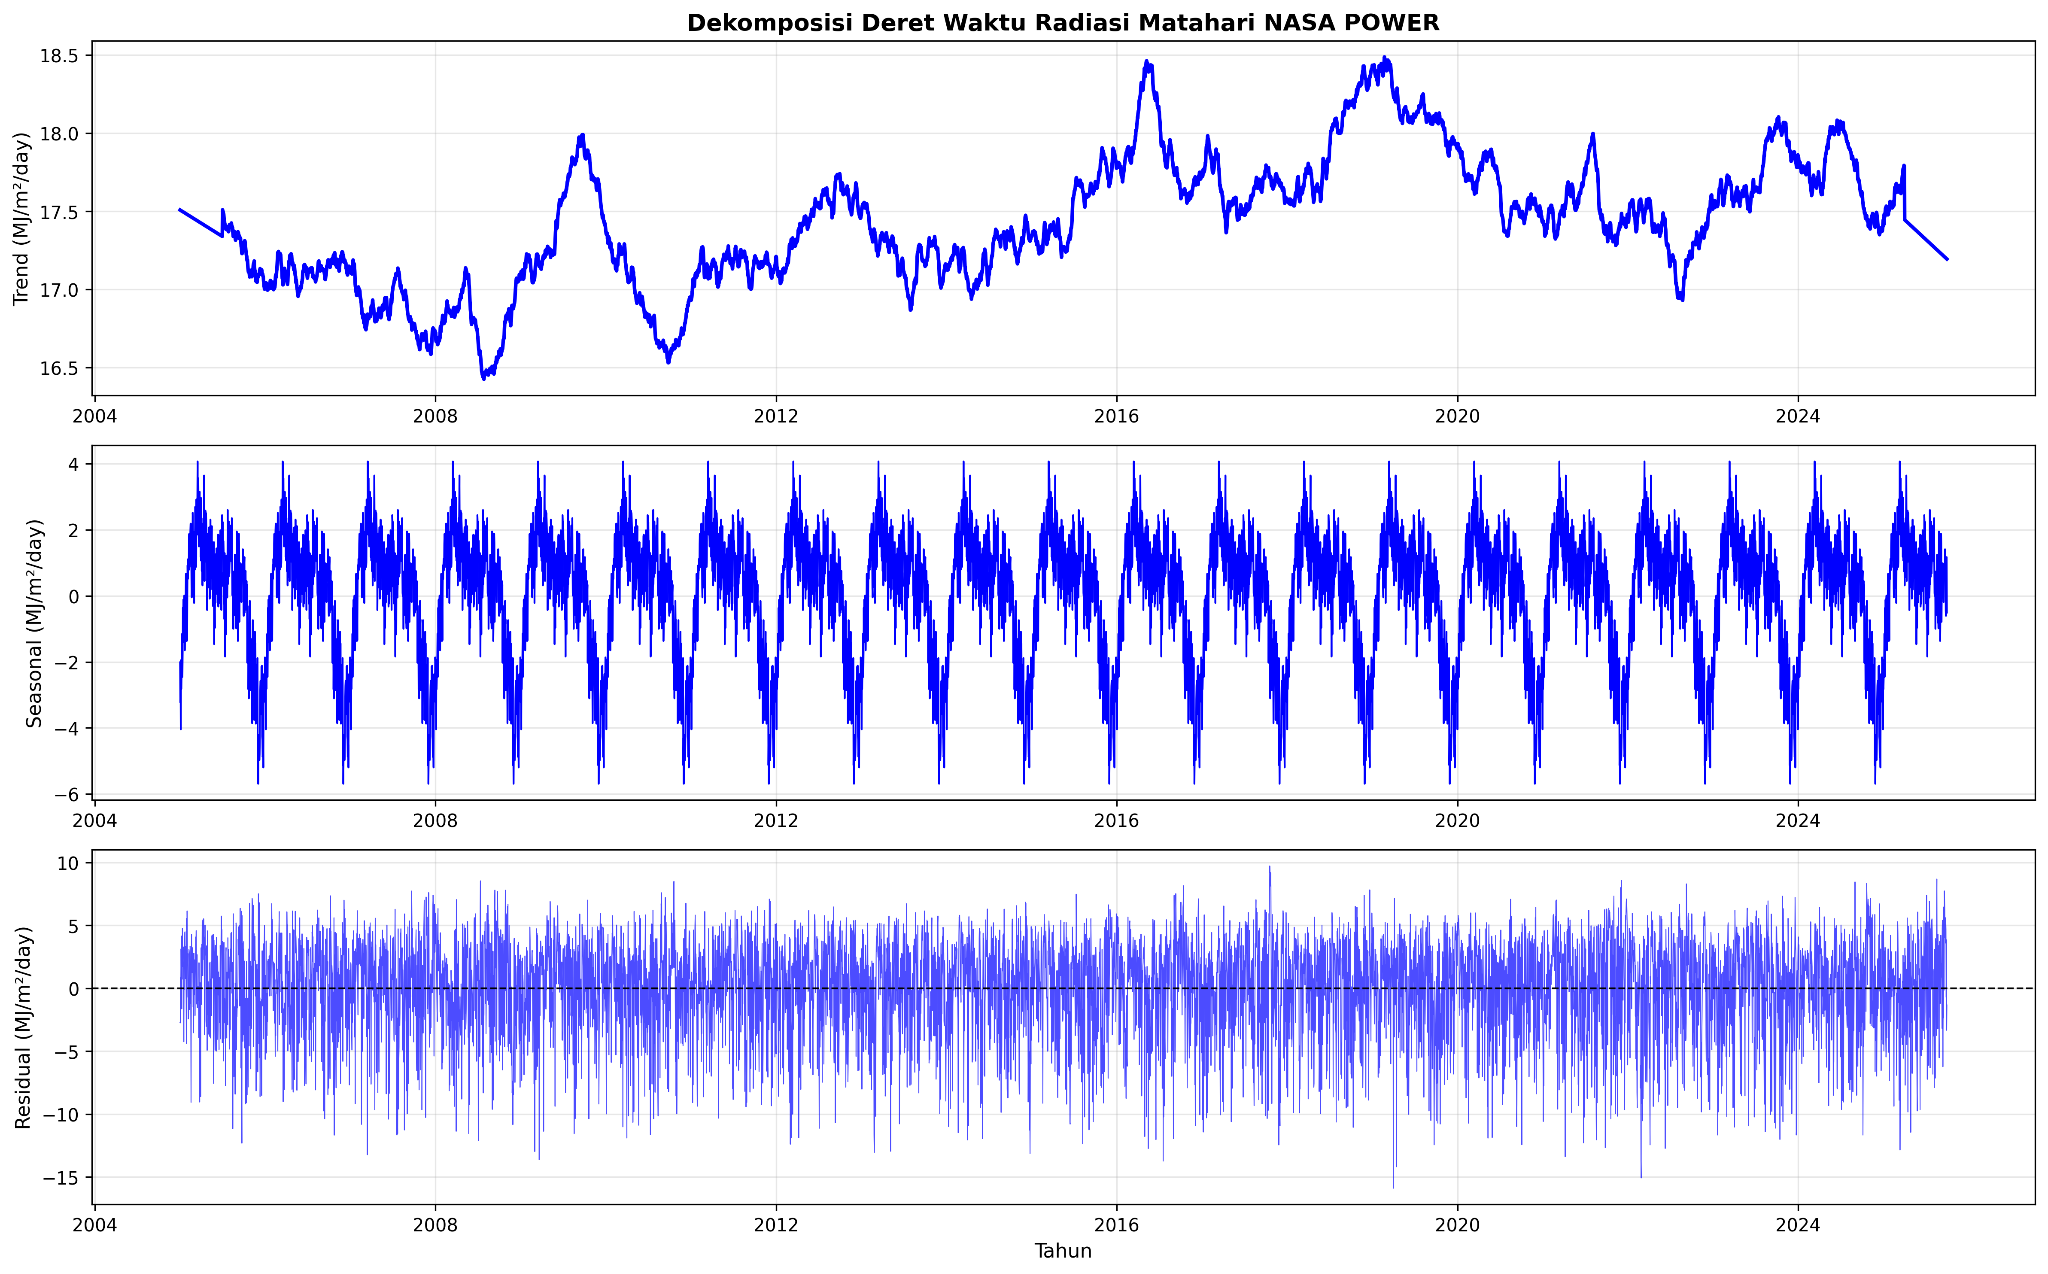 Dekomposisi Deret Waktu Radiasi Matahari NASA POWER
Trend (MJ/m²/day)
18.5
18.0
17.5
17.0
16.5
2004 2008 2012 2016 2020 2024
Seasonal (MJ/m²/day)
4
2
0
−2
−4
−6
2004 2008 2012 2016 2020 2024
Residual (MJ/m²/day)
10
5
0
−5
−10
−15
2004 2008 2012 2016 2020 2024
Tahun